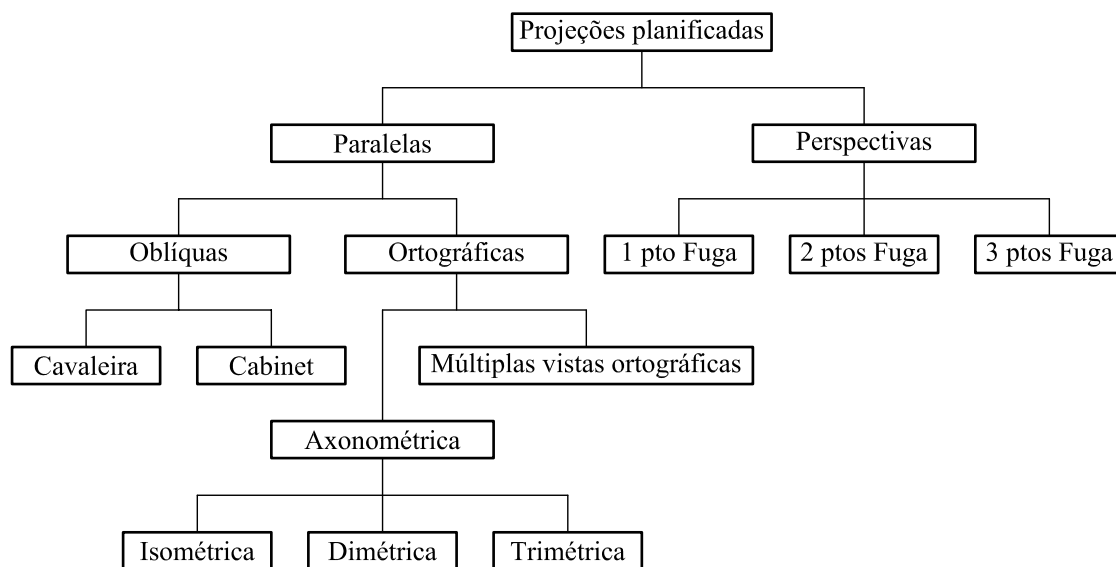 Projeções planificadas
Paralelas
Perspectivas
Oblíquas
Ortográficas
1 pto Fuga
2 ptos Fuga
3 ptos Fuga
Cavaleira
Cabinet
Múltiplas vistas ortográficas
Axonométrica
Isométrica
Dimétrica
Trimétrica